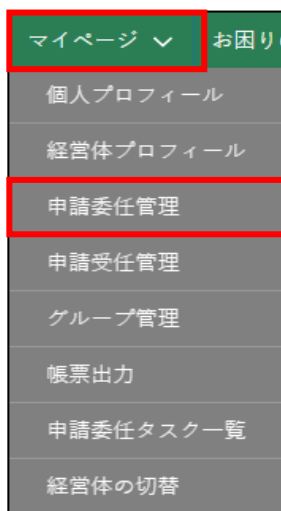 マイページ お困り
個人プロフィール
経営体プロフィール
申請委任管理
申請受任管理
グループ管理
帳票出力
申請委任タスク一覧
経営体の切替